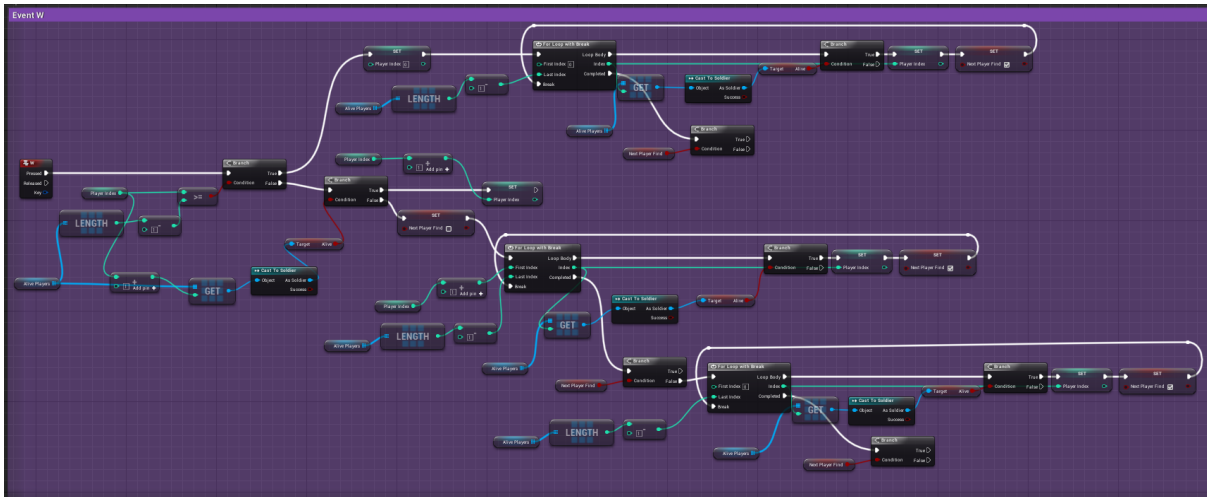 Event W
SET
Player Index 0
For Loop with Break
Loop Body
First Index 0
Index
Last Index
Completed
Break
LENGTH
Alive Players
GET
Alive Players
Cast To Soldier
Object
As Soldier
Success
Target
Alive
Branch
True
Condition
False
SET
Player Index
SET
Next Player Find
Branch
True
Condition
False
Next Player Find
W
Pressed
Released
Key
Branch
True
Condition
False
Player Index
>=
LENGTH
Alive Players
+
Add pin +
GET
Cast To Soldier
Object
As Soldier
Success
Target
Alive
Branch
True
Condition
False
Player Index
+
Add pin +
SET
Player Index
SET
Next Player Find
For Loop with Break
Loop Body
First Index
Index
Last Index
Completed
Break
Player Index
+
Add pin +
LENGTH
Alive Players
GET
Alive Players
Cast To Soldier
Object
As Soldier
Success
Target
Alive
Branch
True
Condition
False
SET
Player Index
SET
Next Player Find
Branch
True
Condition
False
Next Player Find
For Loop with Break
Loop Body
First Index 0
Index
Last Index
Completed
Break
LENGTH
Alive Players
GET
Alive Players
Cast To Soldier
Object
As Soldier
Success
Target
Alive
Branch
True
Condition
False
SET
Player Index
SET
Next Player Find
Branch
True
Condition
False
Next Player Find